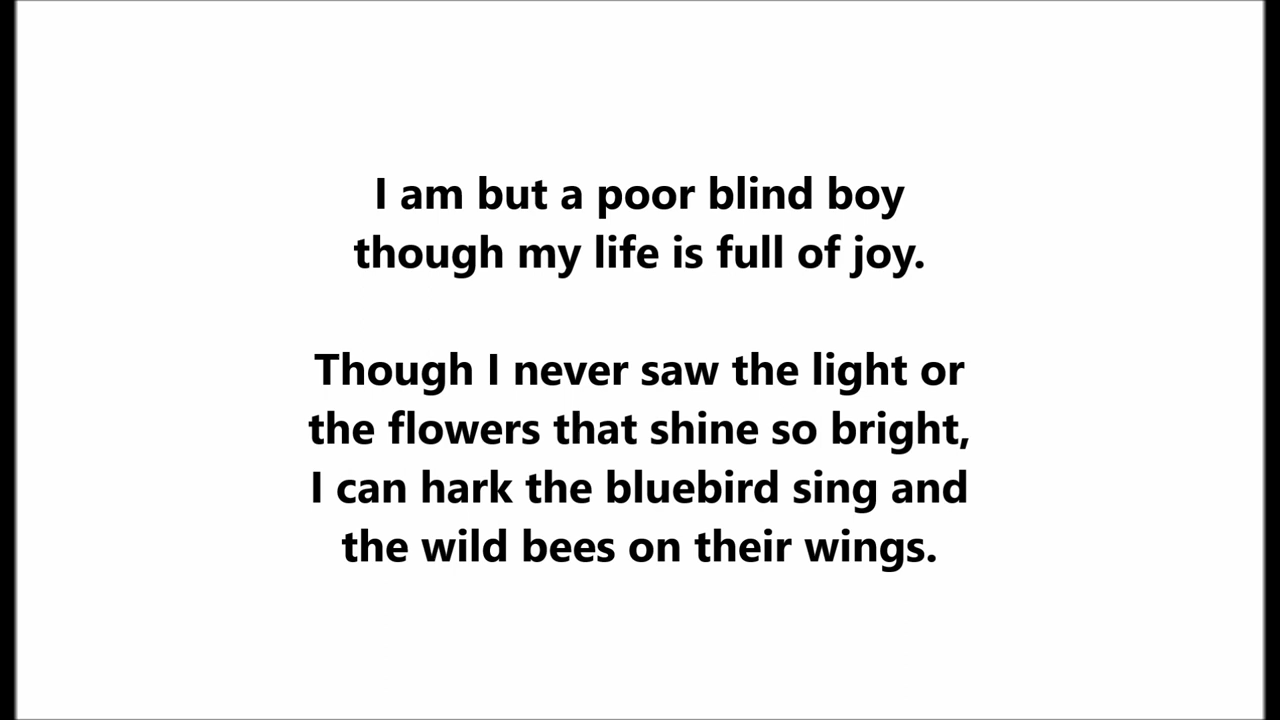 I am but a poor blind boy
though my life is full of joy.
Though I never saw the light or
the flowers that shine so bright,
I can hark the bluebird sing and
the wild bees on their wings.